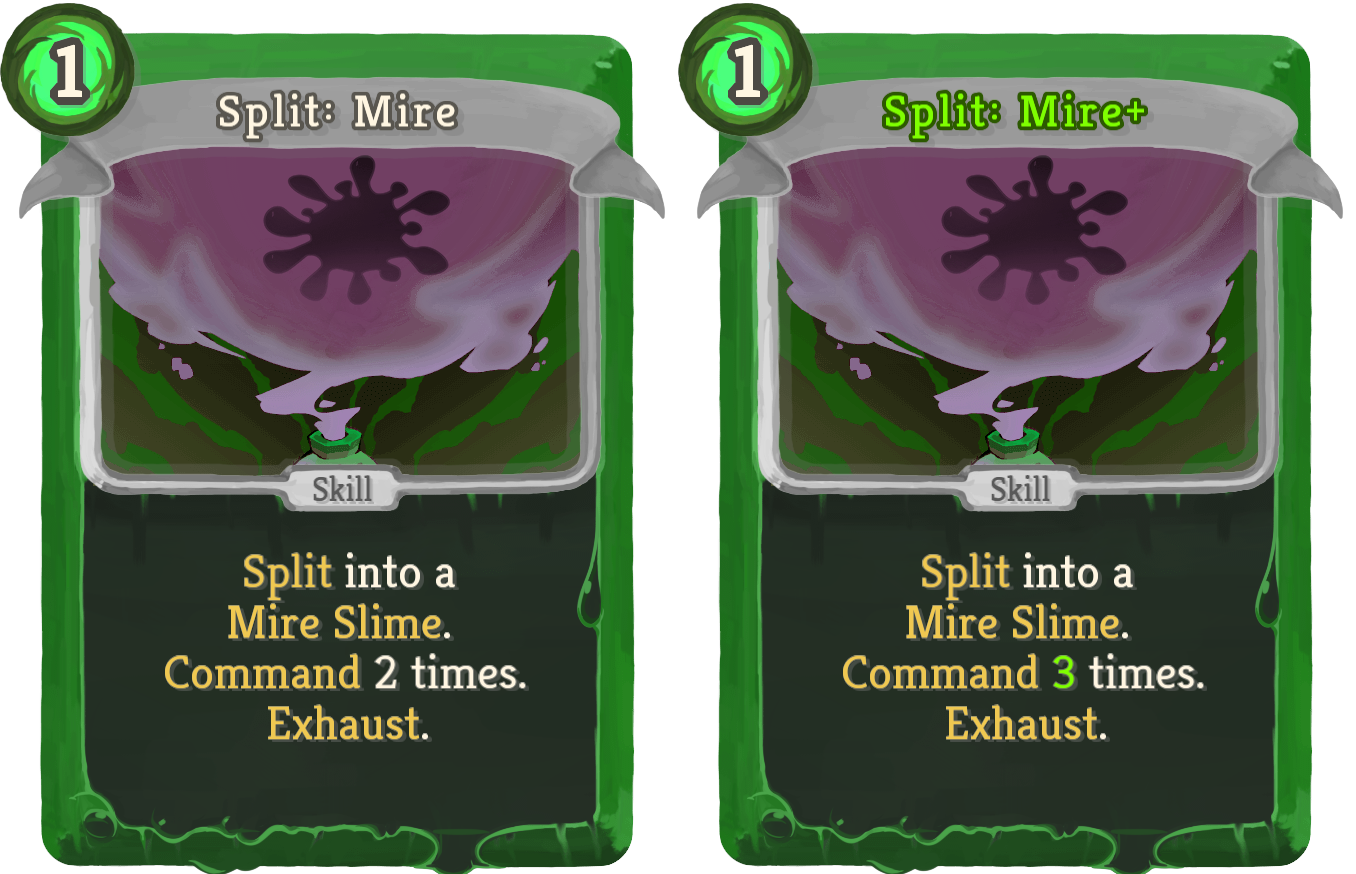 1
Split: Mire
Skill
Split into a
Mire Slime.
Command 2 times.
Exhaust.
1
Split: Mire+
Skill
Split into a
Mire Slime.
Command 3 times.
Exhaust.